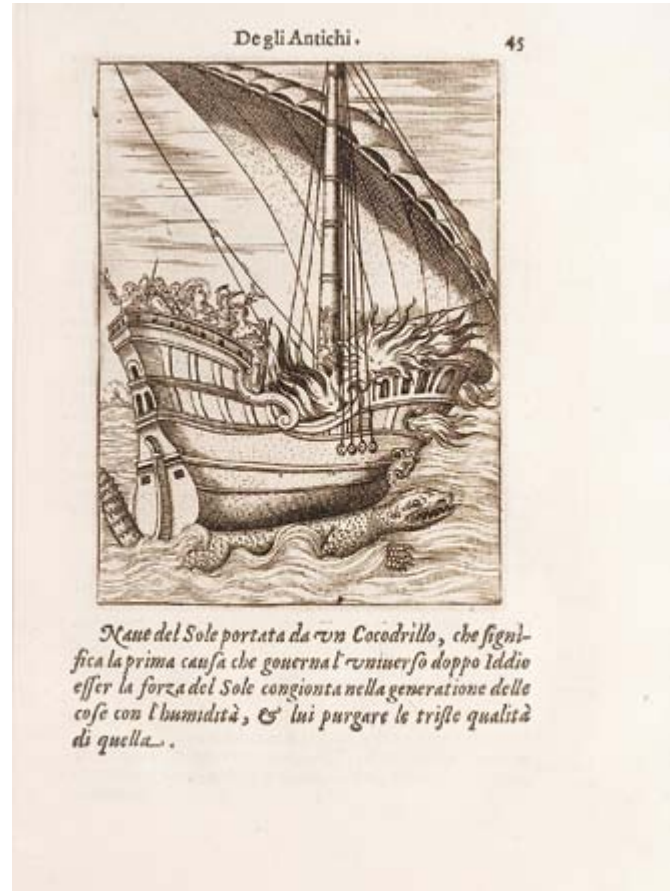 De gli Antichi.
45
Naue del Sole portata da vn Cocodrillo, che signi-
fica la prima causa che gouerna l'vniuerso doppo Iddio
esser la forza del Sole congionta nella generatione delle
cose con l'humidità, & lui purgare le triste qualità
di quella.